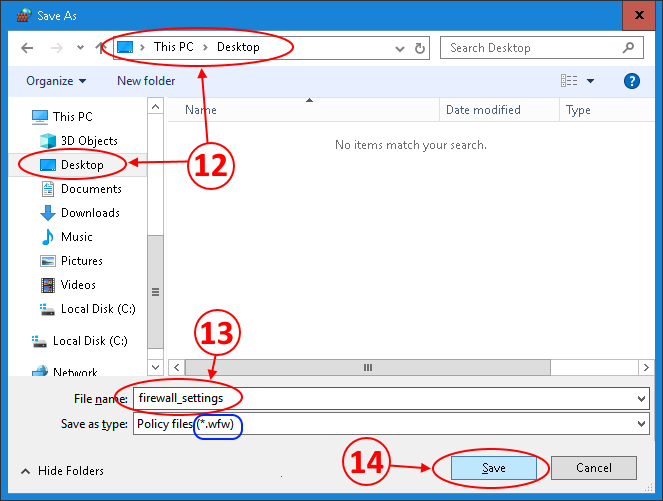 Save As
This PC > Desktop
Search Desktop
Organize
New folder
Name
Date modified
Type
This PC
3D Objects
Desktop
Documents
Downloads
Music
Pictures
Videos
Local Disk (C:)
Local Disk (C:)
Network
No items match your search.
12
13
File name: firewall_settings
Save as type: Policy files (*.wfw)
14
Hide Folders
Save
Cancel